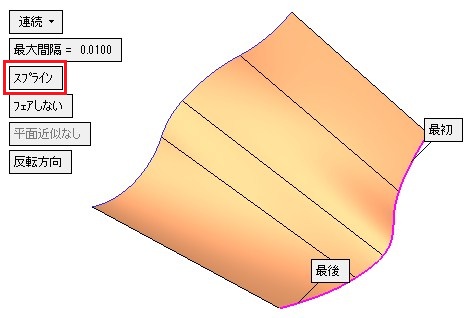 連続
最大間隔 = 0.0100
スプライン
フェアしない
平面近似なし
反転方向
最初
最後